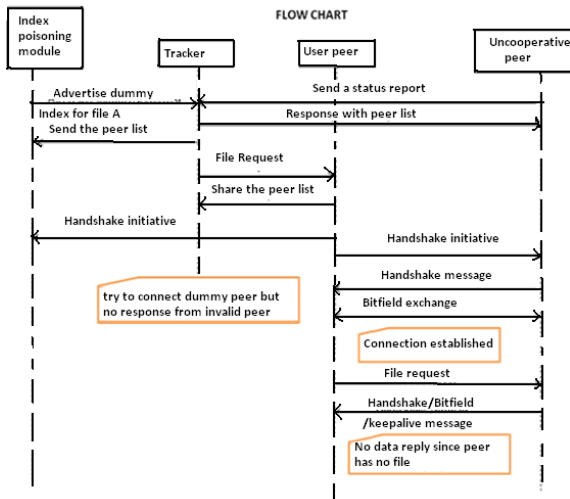 FLOW CHART
Index
poisoning
module
Tracker
User peer
Uncooperative
peer
Advertise dummy
Index for file A
Send a status report
Response with peer list
Send the peer list
File Request
Share the peer list
Handshake initiative
Handshake initiative
try to connect dummy peer but
no response from invalid peer
Handshake message
Bitfield exchange
Connection established
File request
Handshake/Bitfield
/keepalive message
No data reply since peer
has no file